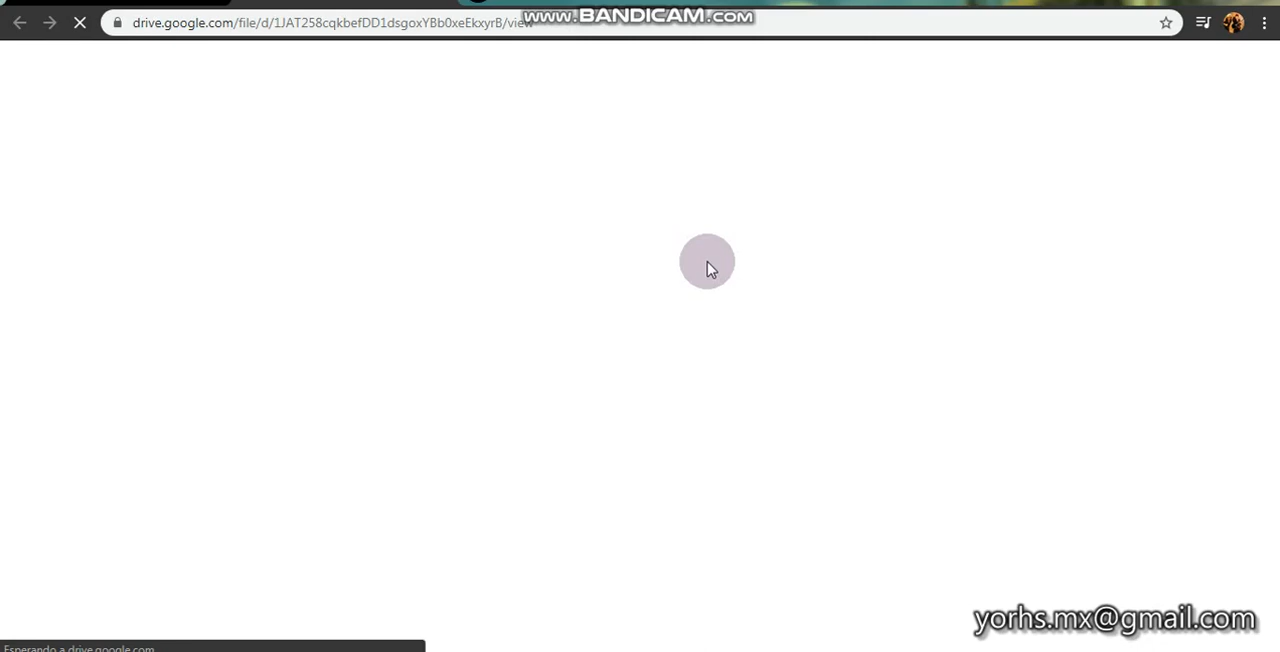 www.BANDICAM.com
drive.google.com/file/d/1JAT258cqkbefDD1dsgoxYBb0xeEkxyrB/view
yorhs.mx@gmail.com
Esperando a drive.google.com